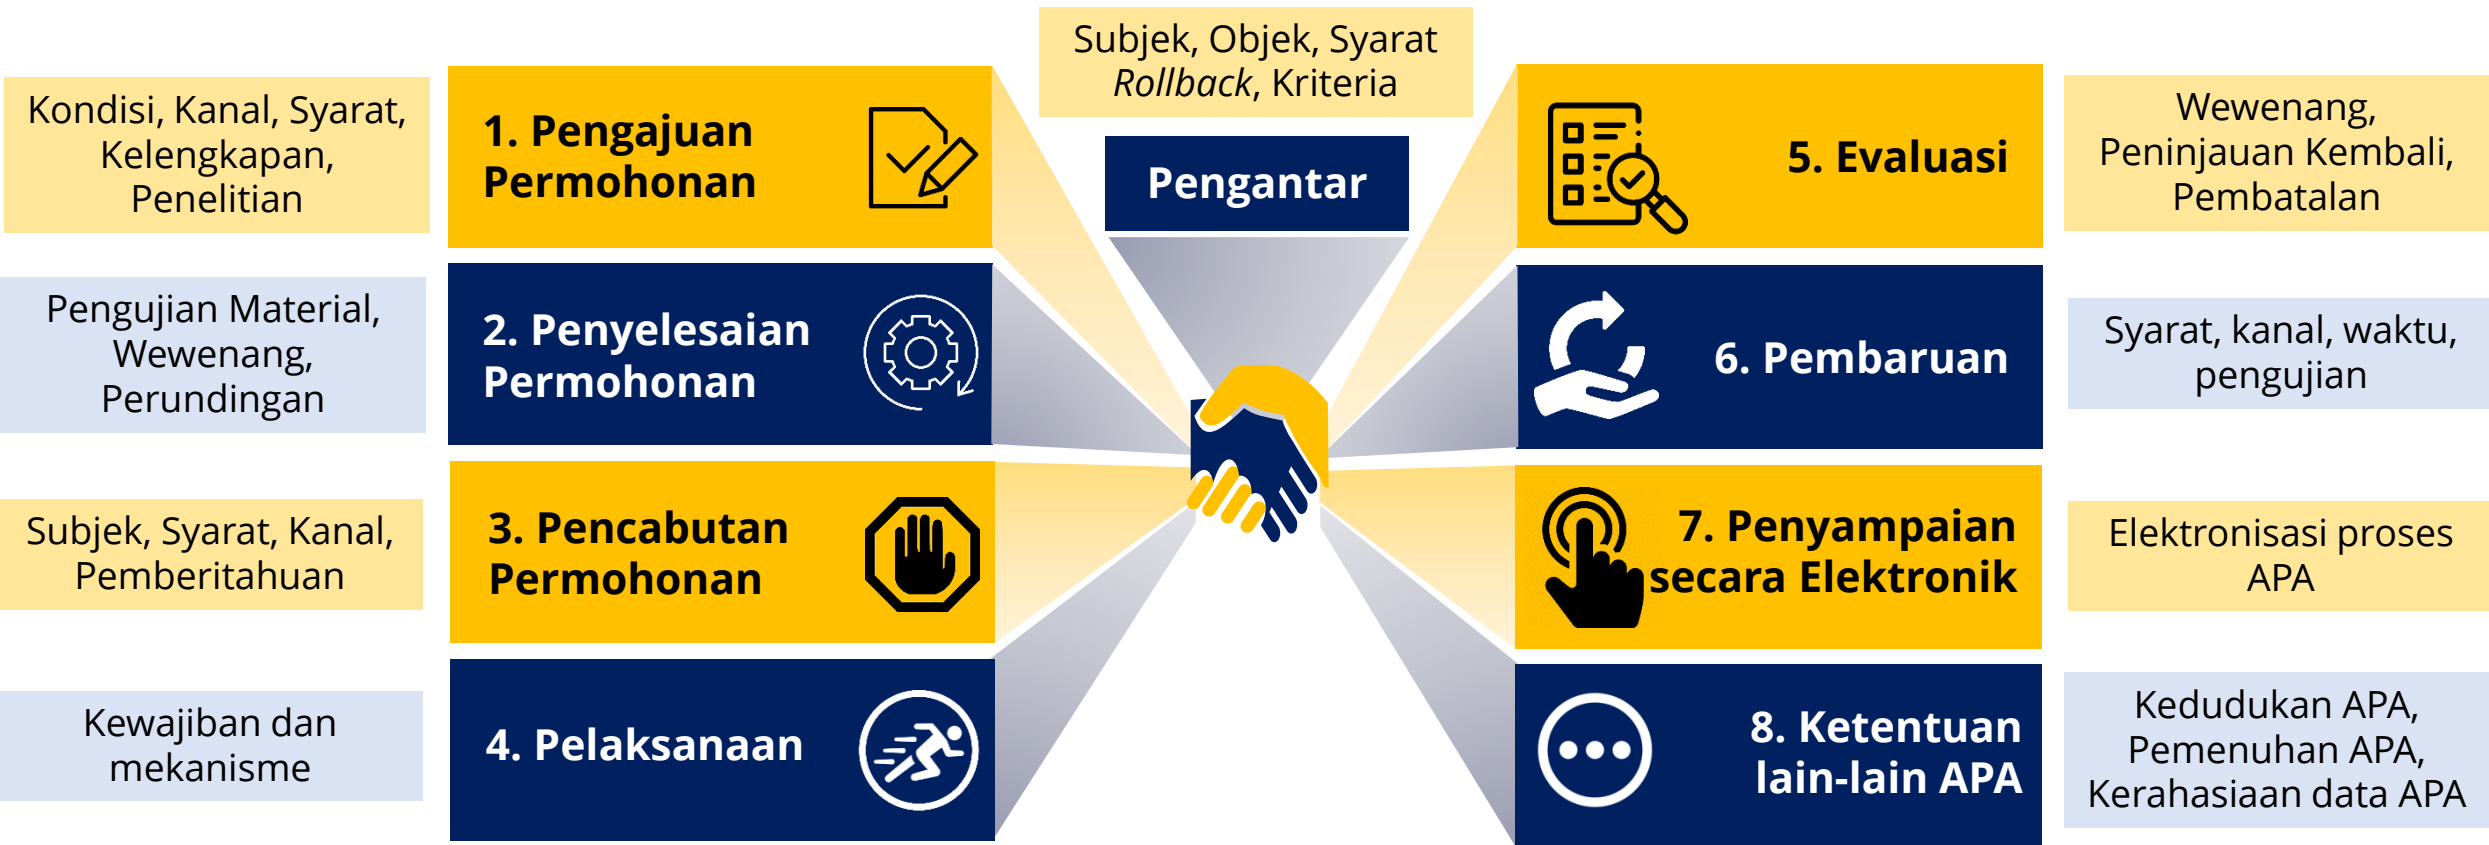 Subjek, Objek, Syarat
Rollback, Kriteria
Pengantar
Kondisi, Kanal, Syarat,
Kelengkapan,
Penelitian
1. Pengajuan
Permohonan
Pengujian Material,
Wewenang,
Perundingan
2. Penyelesaian
Permohonan
Subjek, Syarat, Kanal,
Pemberitahuan
3. Pencabutan
Permohonan
Kewajiban dan
mekanisme
4. Pelaksanaan
5. Evaluasi
Wewenang,
Peninjauan Kembali,
Pembatalan
6. Pembaruan
Syarat, kanal, waktu,
pengujian
7. Penyampaian
secara Elektronik
Elektronisasi proses
APA
8. Ketentuan
lain-lain APA
Kedudukan APA,
Pemenuhan APA,
Kerahasiaan data APA